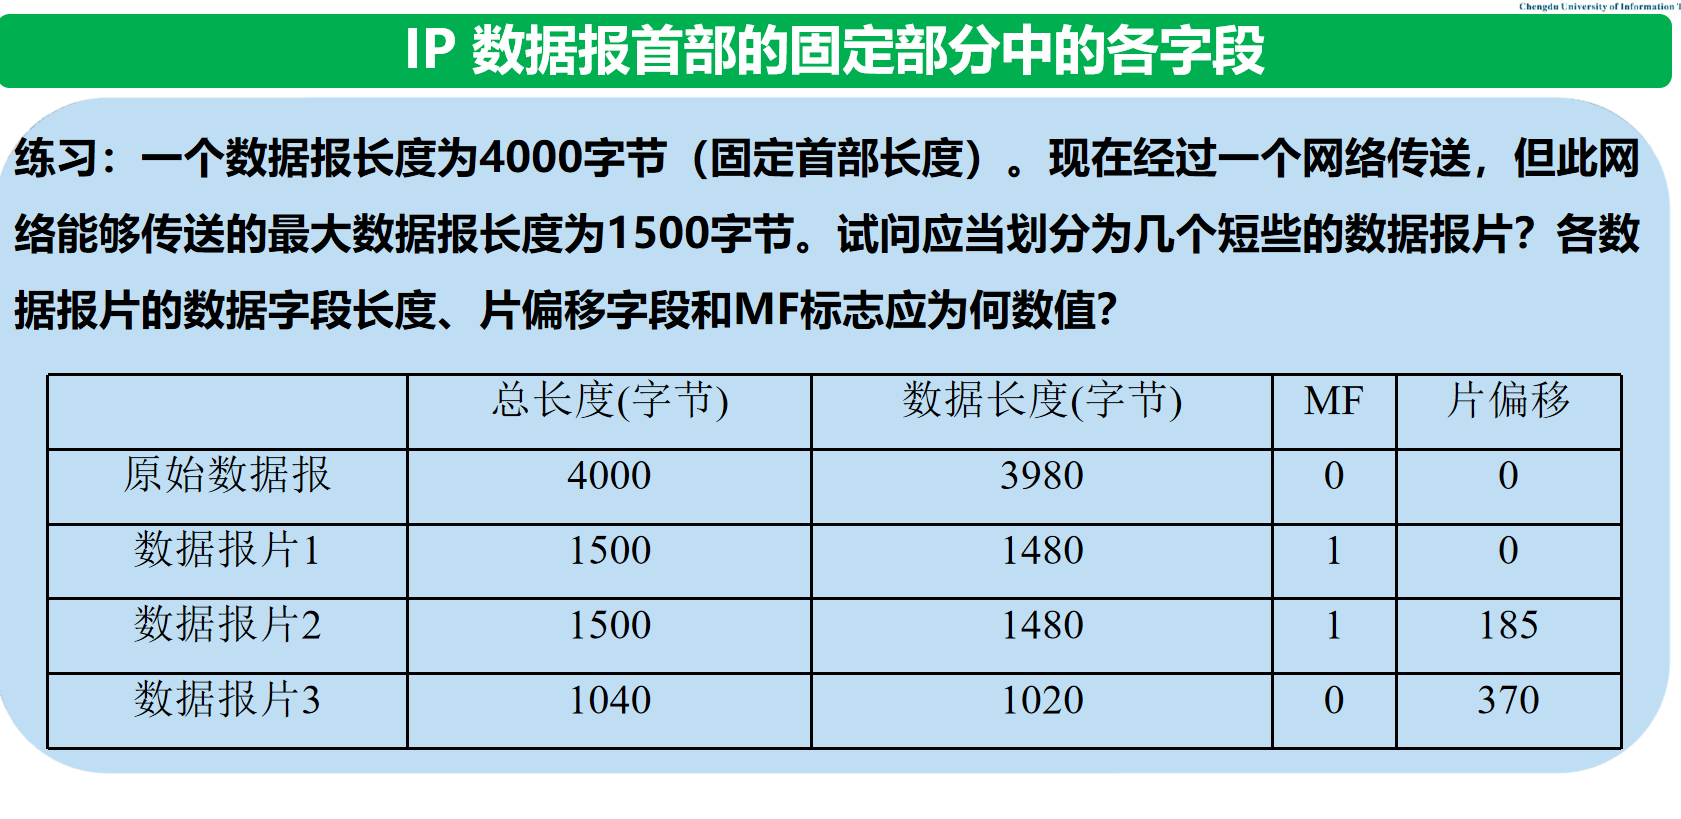 Chengdu University of Information
IP 数据报首部的固定部分中的各字段
练习：一个数据报长度为4000字节（固定首部长度）。现在经过一个网络传送，但此网
络能够传送的最大数据报长度为1500字节。试问应当划分为几个短些的数据报片？各数
据报片的数据字段长度、片偏移字段和MF标志应为何数值？
总长度(字节) 数据长度(字节) MF 片偏移
原始数据报 4000 3980 0 0
数据报片1 1500 1480 1 0
数据报片2 1500 1480 1 185
数据报片3 1040 1020 0 370